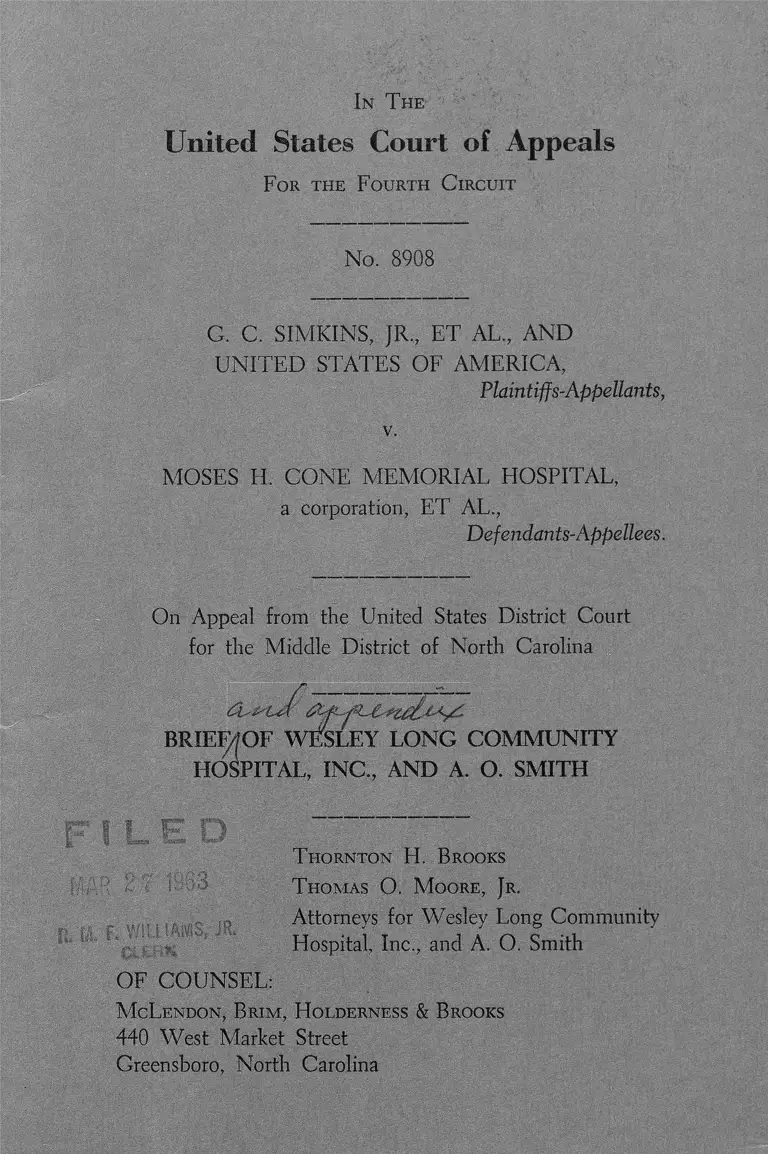 IN THE
United States Court of Appeals
FOR THE FOURTH CIRCUIT
No. 8908
G. C. SIMKINS, JR., ET AL., AND
UNITED STATES OF AMERICA,
Plaintiffs-Appellants,
v.
MOSES H. CONE MEMORIAL HOSPITAL,
a corporation, ET AL.,
Defendants-Appellees.
On Appeal from the United States District Court
for the Middle District of North Carolina
and appendix
BRIEF OF WESLEY LONG COMMUNITY
HOSPITAL, INC., AND A. O. SMITH
FILED
MAR 27 1963
R. M. F. WILLIAMS, JR.
CLERK
THORNTON H. BROOKS
THOMAS O. MOORE, JR.
Attorneys for Wesley Long Community
Hospital, Inc., and A. O. Smith
OF COUNSEL:
MCLENDON, BRIM, HOLDERNESS & BROOKS
440 West Market Street
Greensboro, North Carolina